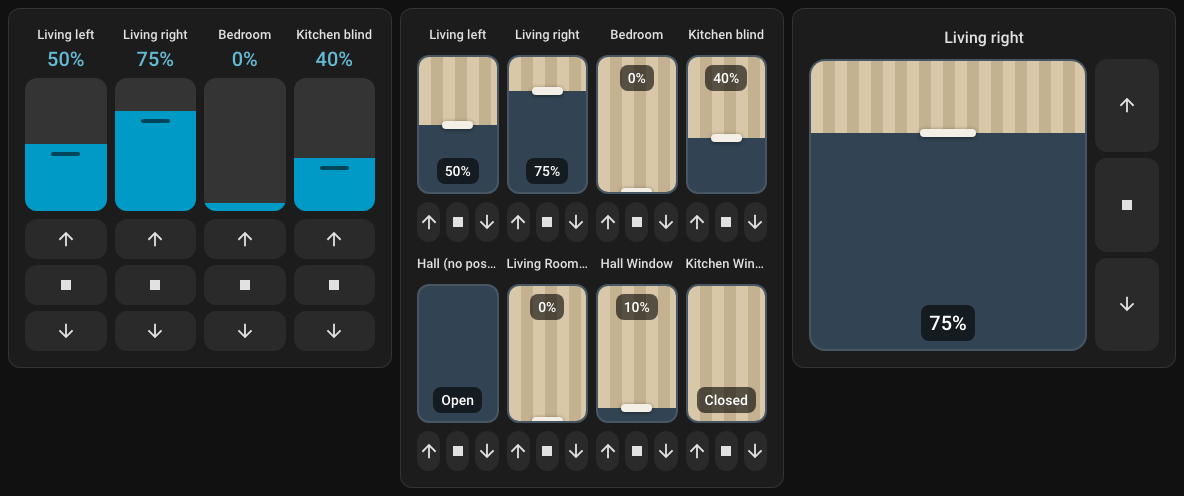 Living left
Living right
Bedroom
Kitchen blind
50%
75%
0%
40%
Living left
Living right
Bedroom
Kitchen blind
0%
40%
50%
75%
Hall (no pos…
Living Room…
Hall Window
Kitchen Win…
0%
10%
Open
Closed
Living right
75%